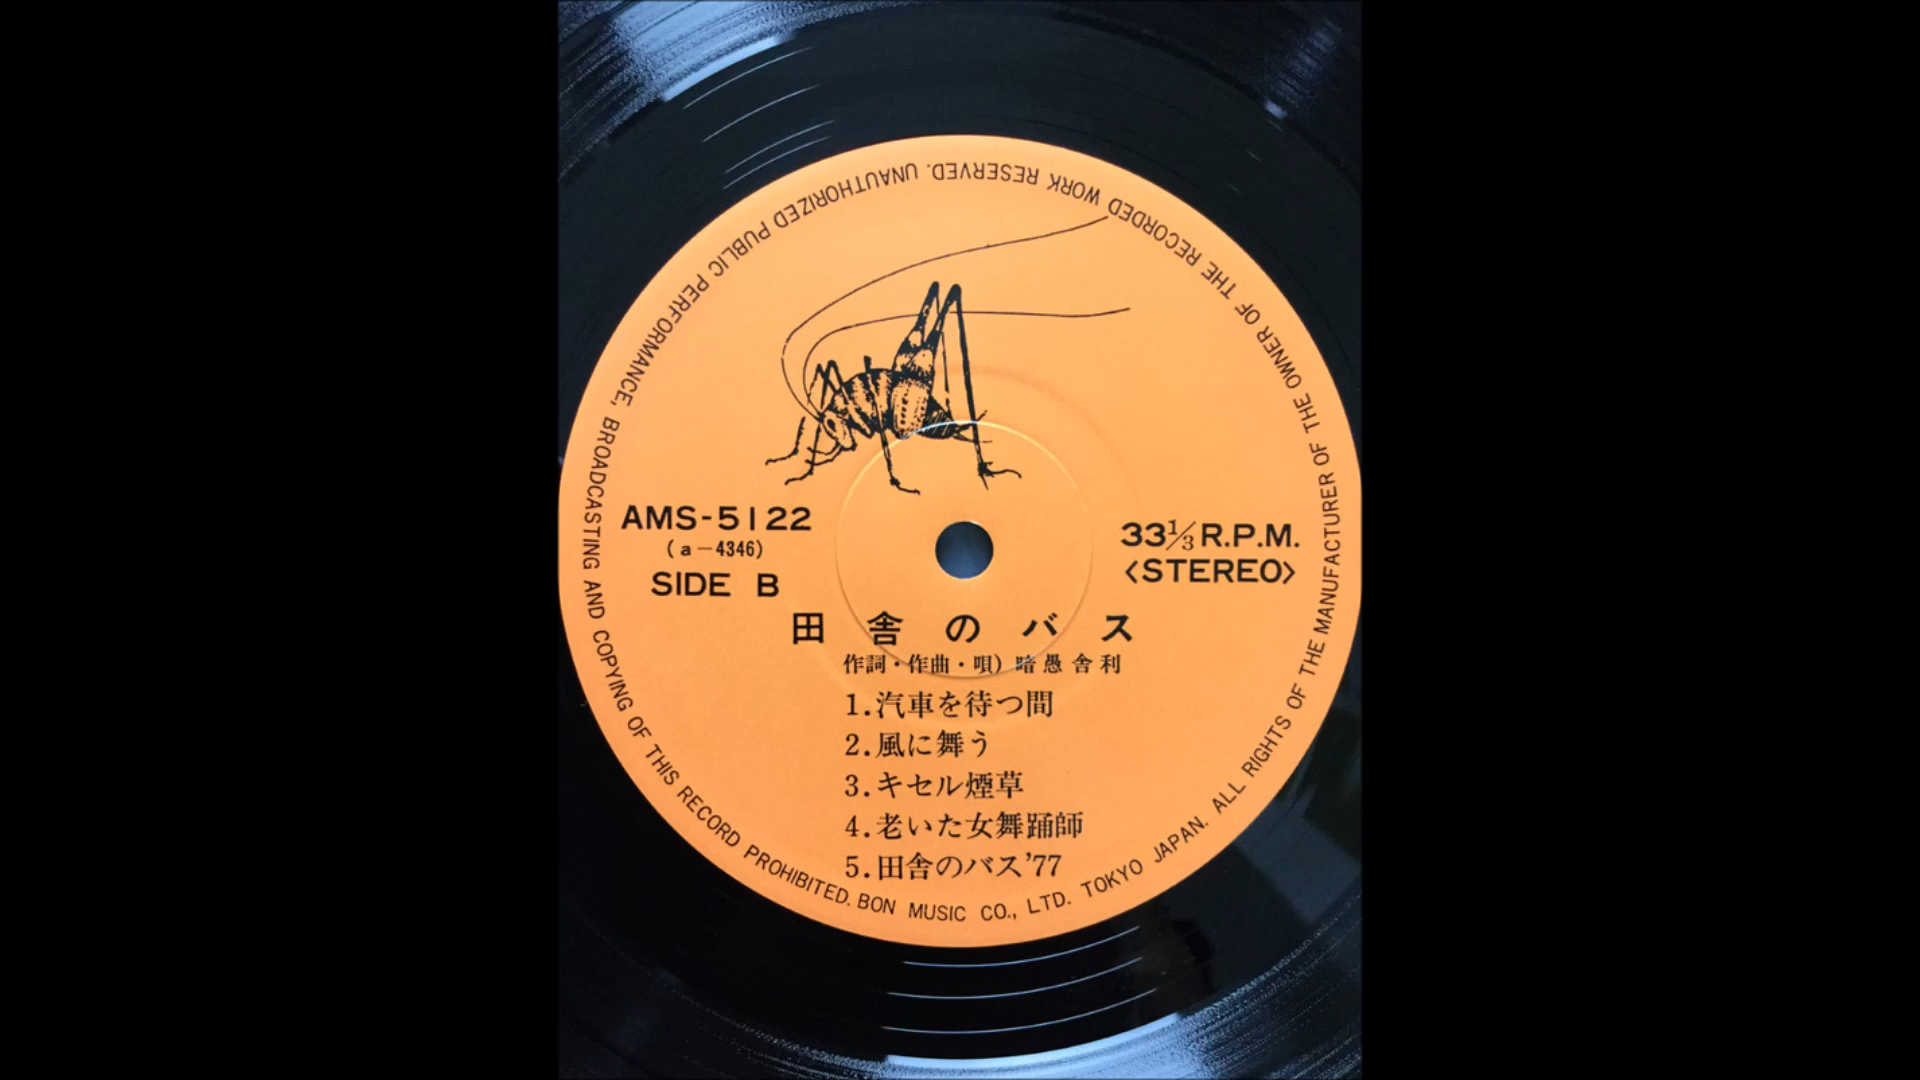 AMS-5122
(a-4346)
SIDE B
33⅓ R.P.M.
<STEREO>
田舎のバス
作詞・作曲・唄) 暗愚舎利
1.汽車を待つ間
2.風に舞う
3.キセル煙草
4.老いた女舞踊師
5.田舎のバス'77
ALL RIGHTS OF THE MANUFACTURER OF THE OWNER OF THE RECORDED WORK RESERVED. UNAUTHORIZED PUBLIC PERFORMANCE, BROADCASTING AND COPYING OF THIS RECORD PROHIBITED. BON MUSIC CO., LTD. TOKYO JAPAN.